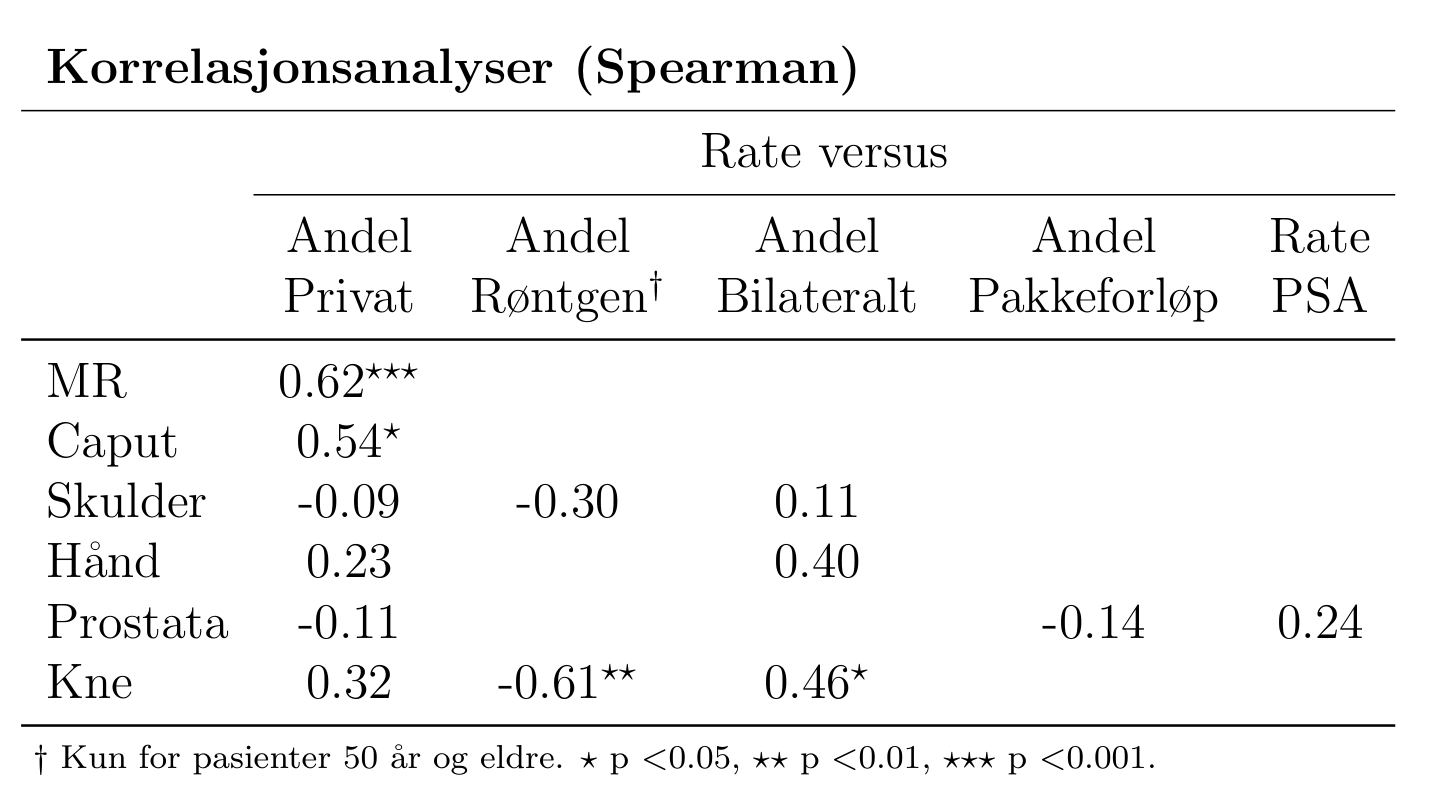 Korrelasjonsanalyser (Spearman)
Rate versus
Andel Andel Andel Andel Rate
Privat Røntgen† Bilateralt Pakkeforløp PSA
MR 0.62⋆⋆⋆
Caput 0.54⋆
Skulder -0.09 -0.30 0.11
Hånd 0.23 0.40
Prostata -0.11 -0.14 0.24
Kne 0.32 -0.61⋆⋆ 0.46⋆
† Kun for pasienter 50 år og eldre. ⋆ p <0.05, ⋆⋆ p <0.01, ⋆⋆⋆ p <0.001.